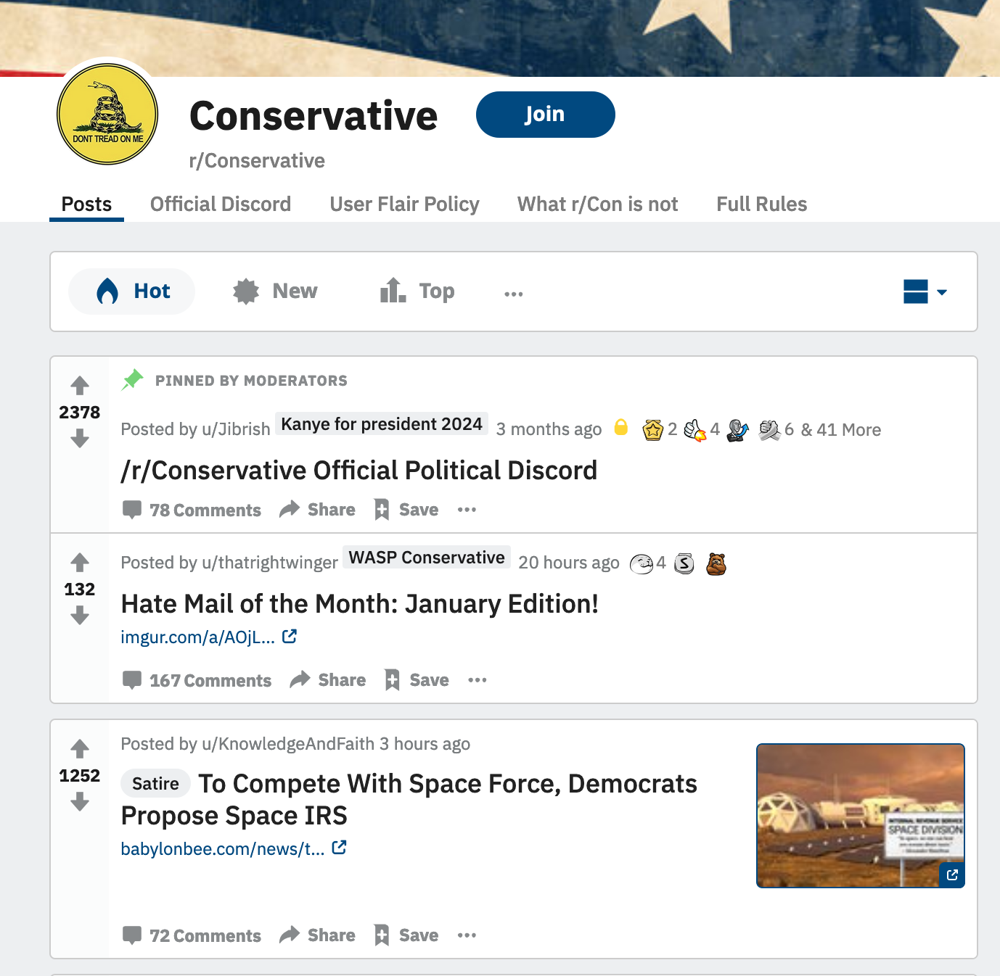 DONT TREAD ON ME
Conservative
Join
r/Conservative
Posts Official Discord User Flair Policy What r/Con is not Full Rules
Hot New Top ...
PINNED BY MODERATORS
2378
Posted by u/Jibrish Kanye for president 2024 3 months ago 2 4 6 & 41 More
/r/Conservative Official Political Discord
78 Comments Share Save ...
Posted by u/thatrightwinger WASP Conservative 20 hours ago 4 S
132
Hate Mail of the Month: January Edition!
imgur.com/a/AOjL...
167 Comments Share Save ...
Posted by u/KnowledgeAndFaith 3 hours ago
1252
Satire To Compete With Space Force, Democrats
Propose Space IRS
babylonbee.com/news/t...
INTERNAL REVENUE SERVICE
SPACE DIVISION
72 Comments Share Save ...